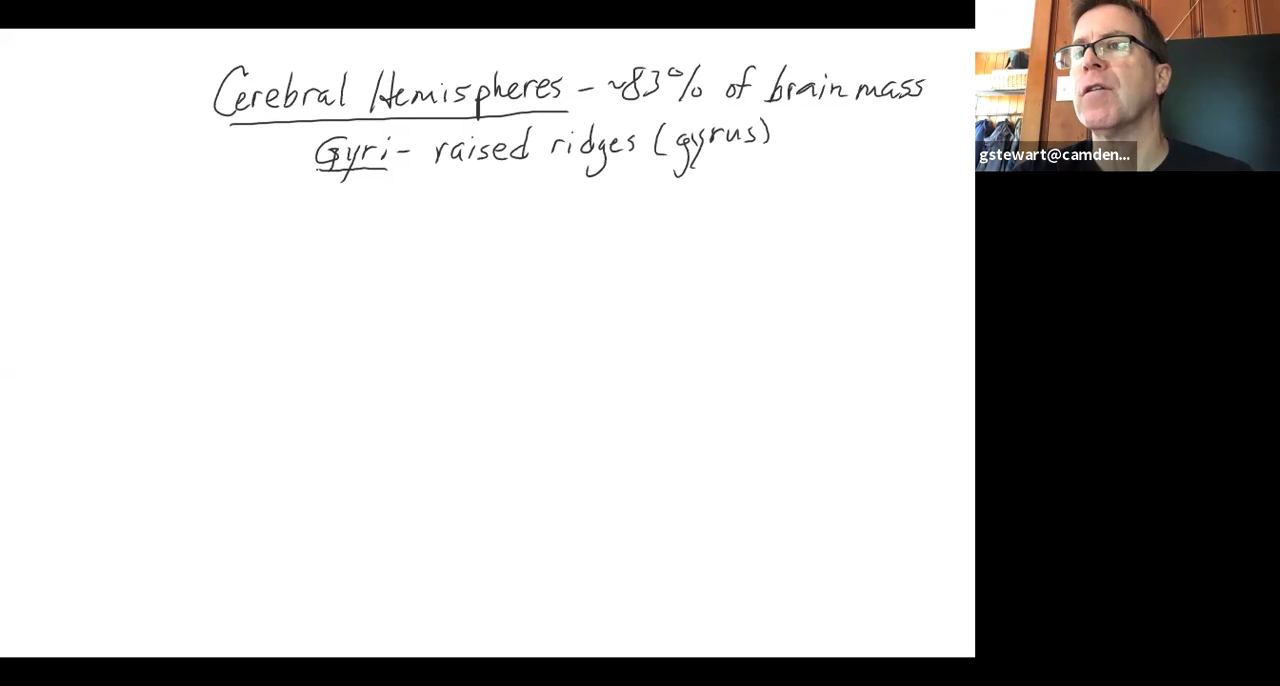 Cerebral Hemispheres - ~83% of brain mass
Gyri - raised ridges (gyrus)
gstewart@camden...